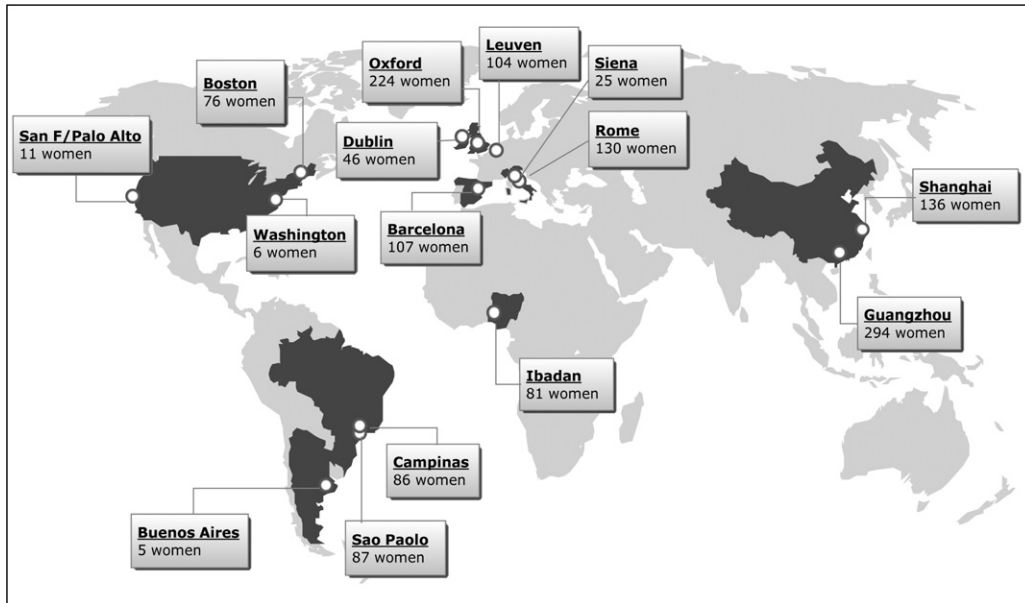 Leuven
104 women
Siena
25 women
Oxford
224 women
Boston
76 women
San F/Palo Alto
11 women
Dublin
46 women
Rome
130 women
Shanghai
136 women
Washington
6 women
Barcelona
107 women
Guangzhou
294 women
Ibadan
81 women
Campinas
86 women
Buenos Aires
5 women
Sao Paolo
87 women